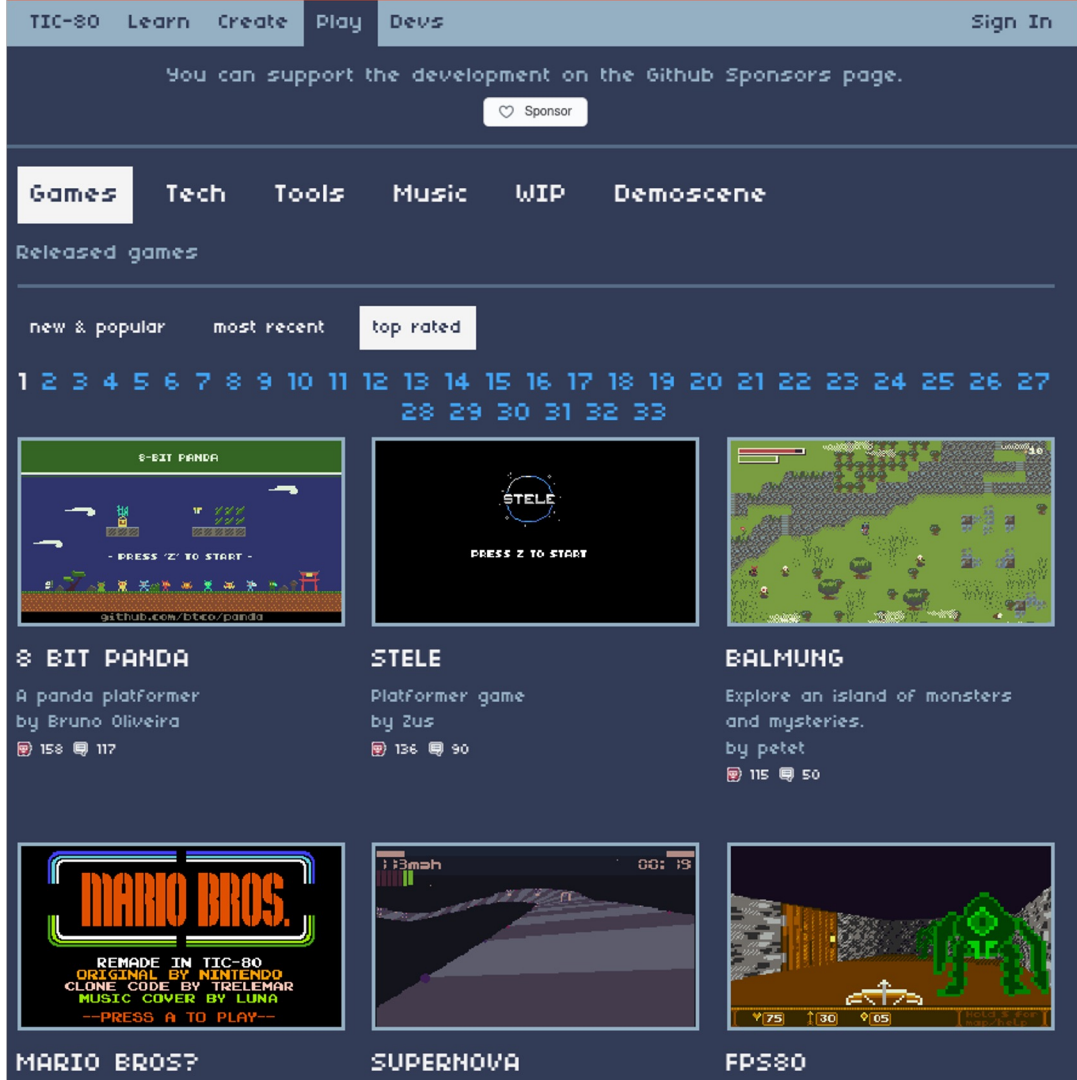 TIC-80 Learn Create Play Devs Sign In
You can support the development on the Github Sponsors page.
Sponsor
Games Tech Tools Music WIP Demoscene
Released games
new & popular most recent top rated
1 2 3 4 5 6 7 8 9 10 11 12 13 14 15 16 17 18 19 20 21 22 23 24 25 26 27
28 29 30 31 32 33
8-BIT PANDA
- PRESS 'Z' TO START -
github.com/btco/panda
STELE
PRESS Z TO START
10
8 BIT PANDA
A panda platformer
by Bruno Oliveira
158 117
STELE
Platformer game
by Zus
136 90
BALMUNG
Explore an island of monsters
and mysteries.
by petet
115 50
MARIO BROS.
REMADE IN TIC-80
ORIGINAL BY NINTENDO
CLONE CODE BY TRELEMAR
MUSIC COVER BY LUNA
--PRESS A TO PLAY--
113mph 00:19
75 30 05
Hold S for
map/help
MARIO BROS?
SUPERNOVA
FPS80